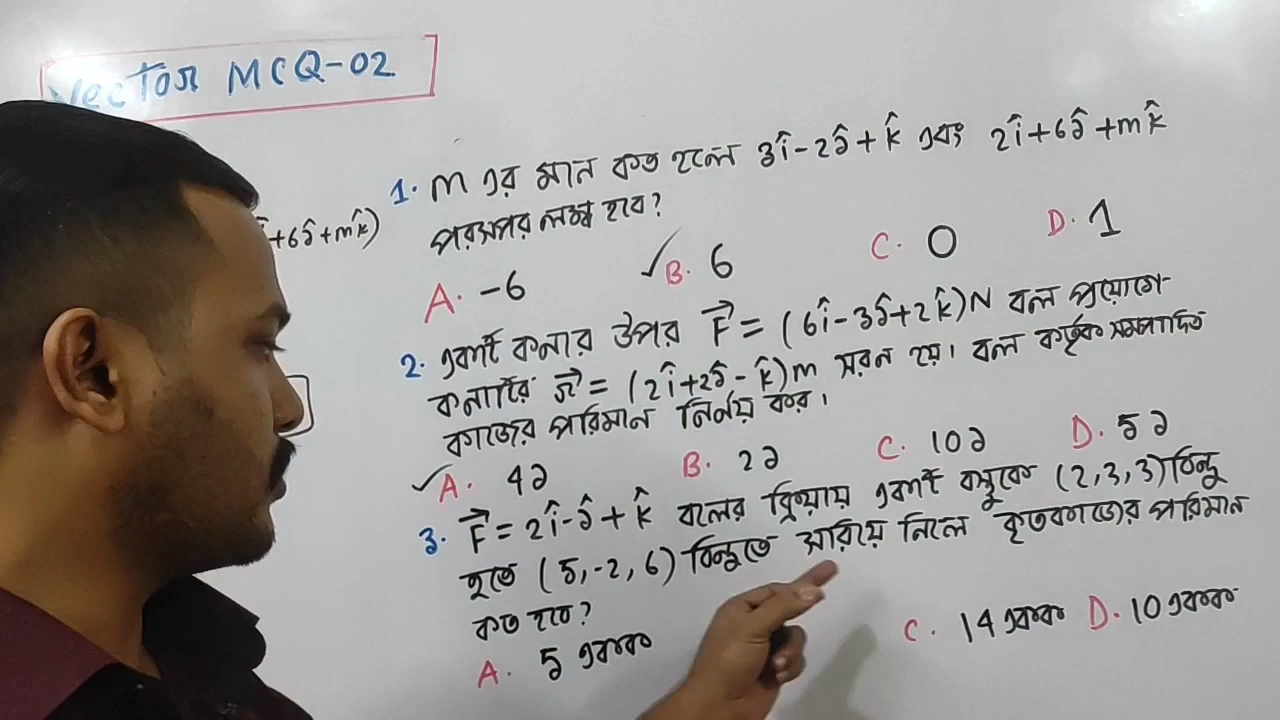 Vector MCQ-02
î+6ĵ+mk̂)
1. m এর মান কত হলে 3î-2ĵ+k̂ এবং 2î+6ĵ+mk̂
পরস্পর লম্ব হবে?
A. -6 ✓B. 6 C. 0 D. 1
2. একটি কনার উপর F⃗ = (6î-3ĵ+2k̂)N বল প্রয়োগে
কনাটির r⃗ = (2î+2ĵ-k̂)m সরন হয়। বল কর্তৃক সম্পাদিত
কাজের পরিমান নির্নয় কর।
✓A. 4J B. 2J C. 10J D. 5J
3. F⃗ = 2î-ĵ+k̂ বলের ক্রিয়ায় একটি বস্তুকে (2,3,3) বিন্দু
হতে (5,-2,6) বিন্দুতে সরিয়ে নিলে কৃতকাজের পরিমান
কত হবে?
A. 5 একক C. 14 একক D. 10 একক